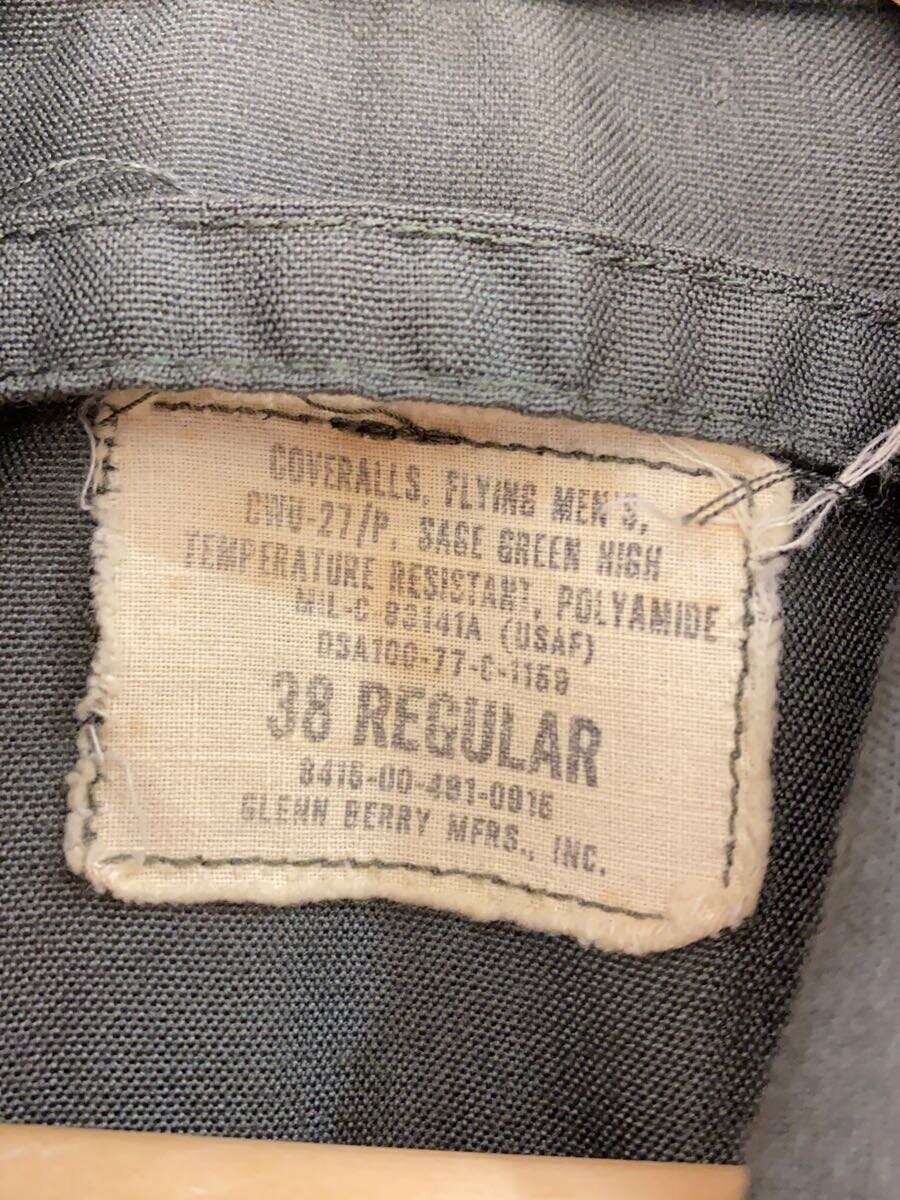 COVERALLS, FLYING MEN'S,
CWU-27/P, SAGE GREEN HIGH
TEMPERATURE RESISTANT, POLYAMIDE
MIL-C 83141A (USAF)
DSA100-77-C-1159
38 REGULAR
8415-00-491-0916
GLENN BERRY MFRS., INC.